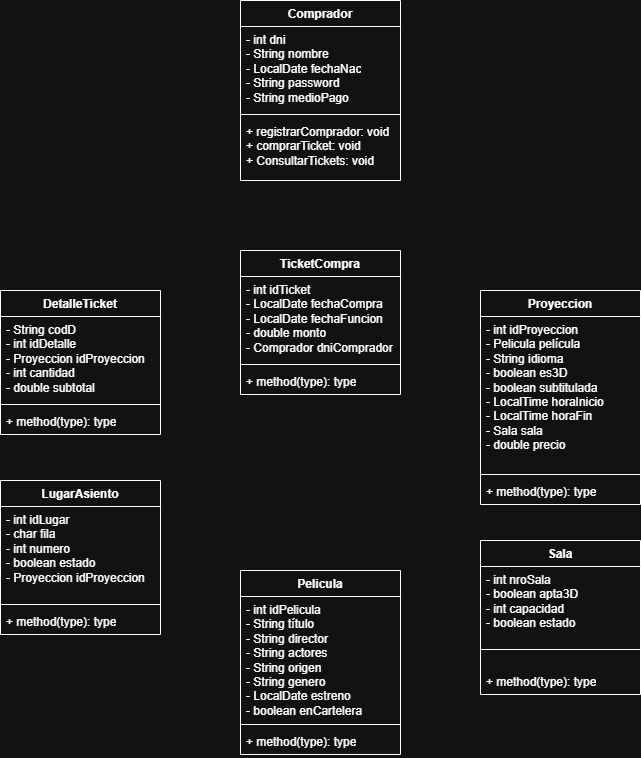 Comprador
- int dni
- String nombre
- LocalDate fechaNac
- String password
- String medioPago
+ registrarComprador: void
+ comprarTicket: void
+ ConsultarTickets: void
TicketCompra
- int idTicket
- LocalDate fechaCompra
- LocalDate fechaFuncion
- double monto
- Comprador dniComprador
+ method(type): type
DetalleTicket
- String codD
- int idDetalle
- Proyeccion idProyeccion
- int cantidad
- double subtotal
+ method(type): type
Proyeccion
- int idProyeccion
- Pelicula película
- String idioma
- boolean es3D
- boolean subtitulada
- LocalTime horaInicio
- LocalTime horaFin
- Sala sala
- double precio
+ method(type): type
LugarAsiento
- int idLugar
- char fila
- int numero
- boolean estado
- Proyeccion idProyeccion
+ method(type): type
Pelicula
- int idPelicula
- String título
- String director
- String actores
- String origen
- String genero
- LocalDate estreno
- boolean enCartelera
+ method(type): type
Sala
- int nroSala
- boolean apta3D
- int capacidad
- boolean estado
+ method(type): type